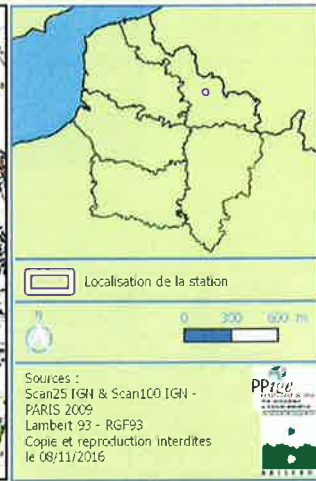 Localisation de la station
N
0 300 600 m
Sources :
Scan25 IGN & Scan100 IGN -
PARIS 2009
Lambert 93 - RGF93
Copie et reproduction interdites
le 08/11/2016
BAILLEUL